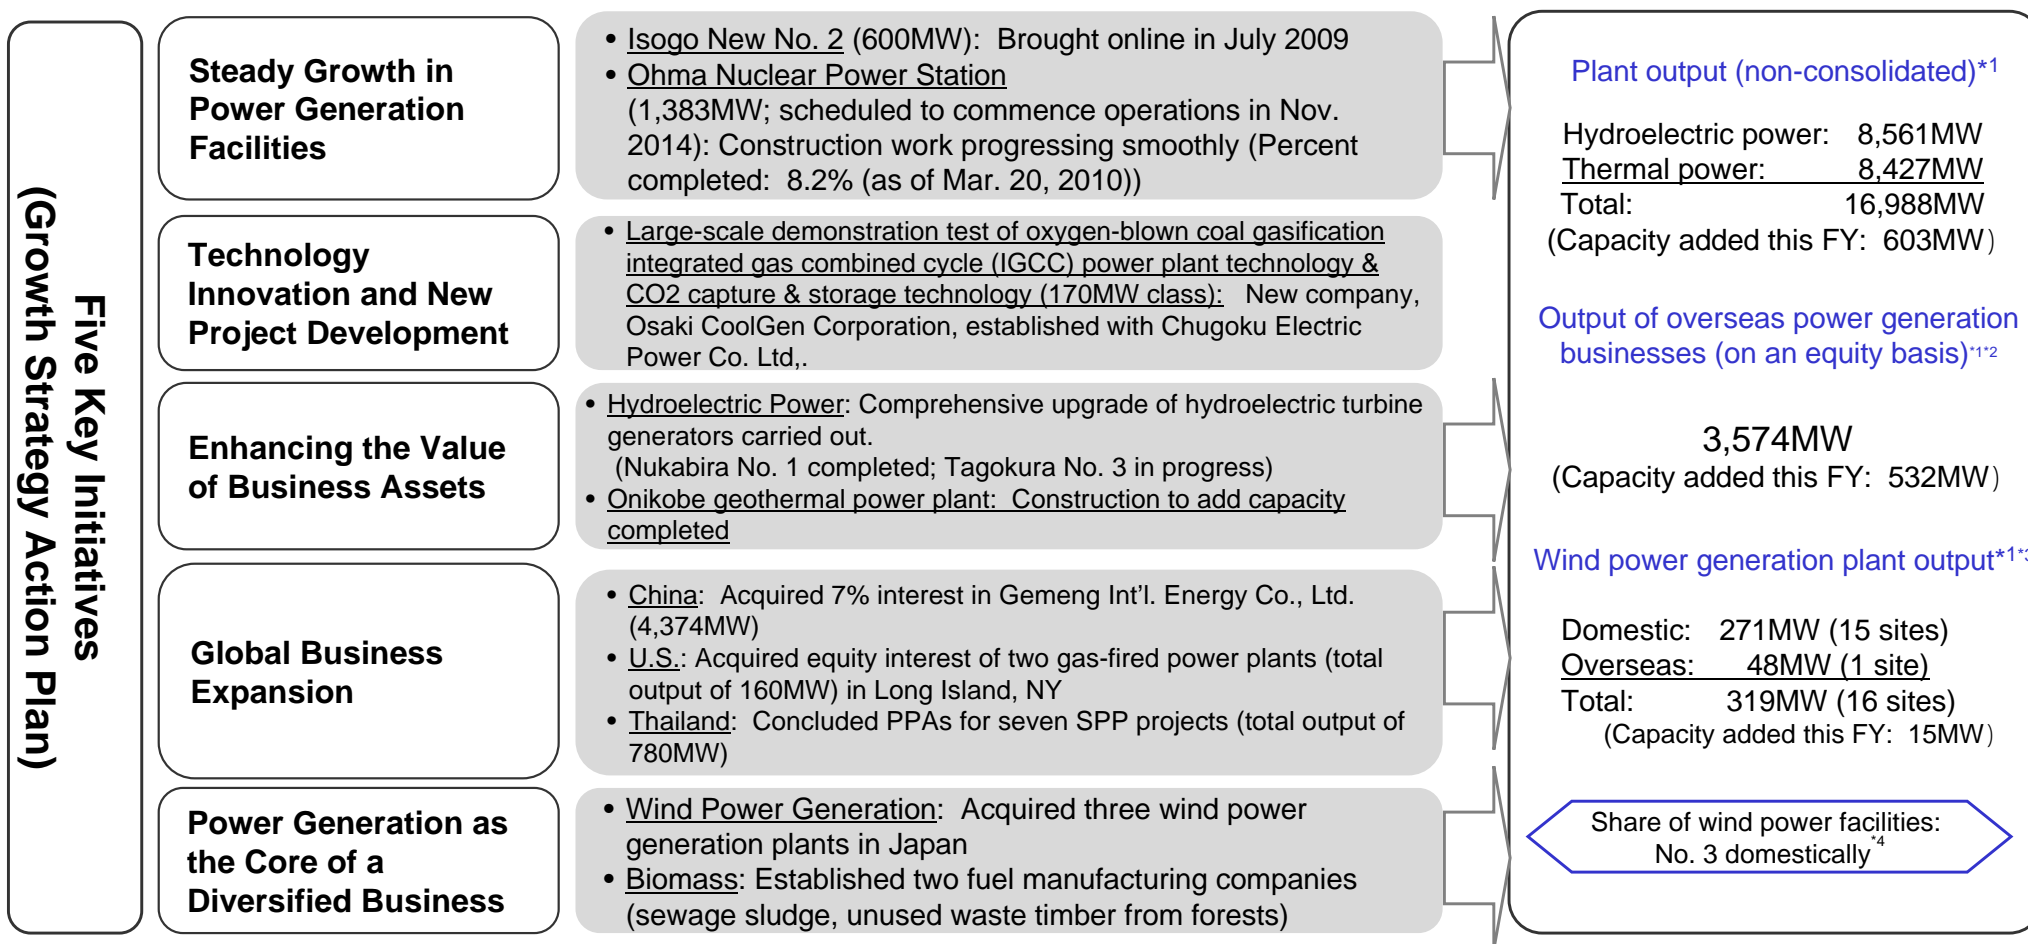 Five Key Initiatives
(Growth Strategy Action Plan)
Steady Growth in
Power Generation
Facilities
• Isogo New No. 2 (600MW):  Brought online in July 2009
• Ohma Nuclear Power Station
(1,383MW; scheduled to commence operations in Nov.
2014): Construction work progressing smoothly (Percent
completed:  8.2% (as of Mar. 20, 2010))
Technology
Innovation and New
Project Development
• Large-scale demonstration test of oxygen-blown coal gasification
integrated gas combined cycle (IGCC) power plant technology &
CO2 capture & storage technology (170MW class):   New company,
Osaki CoolGen Corporation, established with Chugoku Electric
Power Co. Ltd,.
Enhancing the Value
of Business Assets
• Hydroelectric Power: Comprehensive upgrade of hydroelectric turbine
generators carried out.
(Nukabira No. 1 completed; Tagokura No. 3 in progress)
• Onikobe geothermal power plant:  Construction to add capacity
completed
Global Business
Expansion
• China:  Acquired 7% interest in Gemeng Int’l. Energy Co., Ltd.
(4,374MW)
• U.S.: Acquired equity interest of two gas-fired power plants (total
output of 160MW) in Long Island, NY
• Thailand:  Concluded PPAs for seven SPP projects (total output of
780MW)
Power Generation as
the Core of a
Diversified Business
• Wind Power Generation:  Acquired three wind power
generation plants in Japan
• Biomass: Established two fuel manufacturing companies
(sewage sludge, unused waste timber from forests)
Plant output (non-consolidated)*1
Hydroelectric power:  8,561MW
Thermal power:  8,427MW
Total:  16,988MW
(Capacity added this FY:  603MW)
Output of overseas power generation
businesses (on an equity basis)*1*2
3,574MW
(Capacity added this FY:  532MW)
Wind power generation plant output*1*3
Domestic:  271MW (15 sites)
Overseas:  48MW (1 site)
Total:  319MW (16 sites)
(Capacity added this FY:  15MW)
Share of wind power facilities:
No. 3 domestically*4